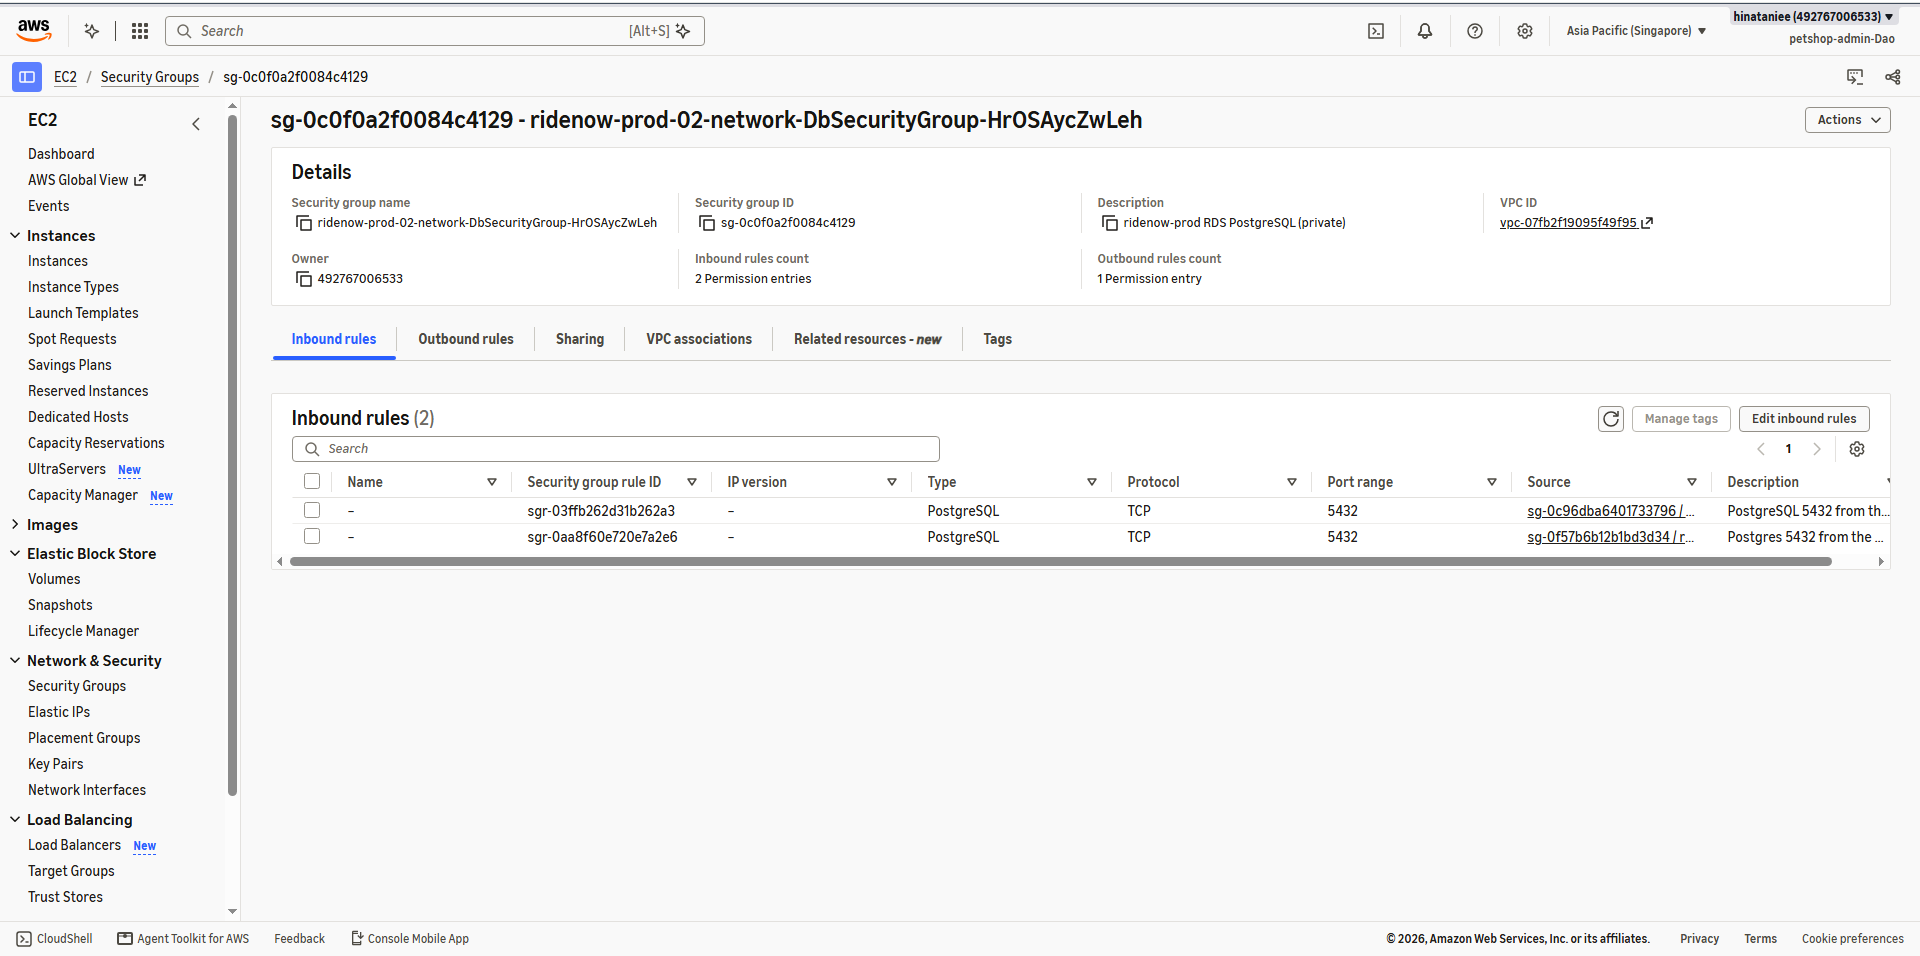 aws
Search
[Alt+S]
Asia Pacific (Singapore)
hinataniee (492767006533)
petshop-admin-Dao
EC2 / Security Groups / sg-0c0f0a2f0084c4129
EC2
Dashboard
AWS Global View
Events
Instances
Instances
Instance Types
Launch Templates
Spot Requests
Savings Plans
Reserved Instances
Dedicated Hosts
Capacity Reservations
UltraServers New
Capacity Manager New
Images
Elastic Block Store
Volumes
Snapshots
Lifecycle Manager
Network & Security
Security Groups
Elastic IPs
Placement Groups
Key Pairs
Network Interfaces
Load Balancing
Load Balancers New
Target Groups
Trust Stores
sg-0c0f0a2f0084c4129 - ridenow-prod-02-network-DbSecurityGroup-HrOSAycZwLeh
Actions
Details
Security group name
ridenow-prod-02-network-DbSecurityGroup-HrOSAycZwLeh
Security group ID
sg-0c0f0a2f0084c4129
Description
ridenow-prod RDS PostgreSQL (private)
VPC ID
vpc-07fb2f19095f49f95
Owner
492767006533
Inbound rules count
2 Permission entries
Outbound rules count
1 Permission entry
Inbound rules
Outbound rules
Sharing
VPC associations
Related resources - new
Tags
Inbound rules (2)
Manage tags
Edit inbound rules
Search
1
Name Security group rule ID IP version Type Protocol Port range Source Description
– sgr-03ffb262d31b262a3 – PostgreSQL TCP 5432 sg-0c96dba6401733796 / ... PostgreSQL 5432 from th...
– sgr-0aa8f60e720e7a2e6 – PostgreSQL TCP 5432 sg-0f57b6b12b1bd3d34 / r... Postgres 5432 from the ...
CloudShell
Agent Toolkit for AWS
Feedback
Console Mobile App
© 2026, Amazon Web Services, Inc. or its affiliates.
Privacy
Terms
Cookie preferences